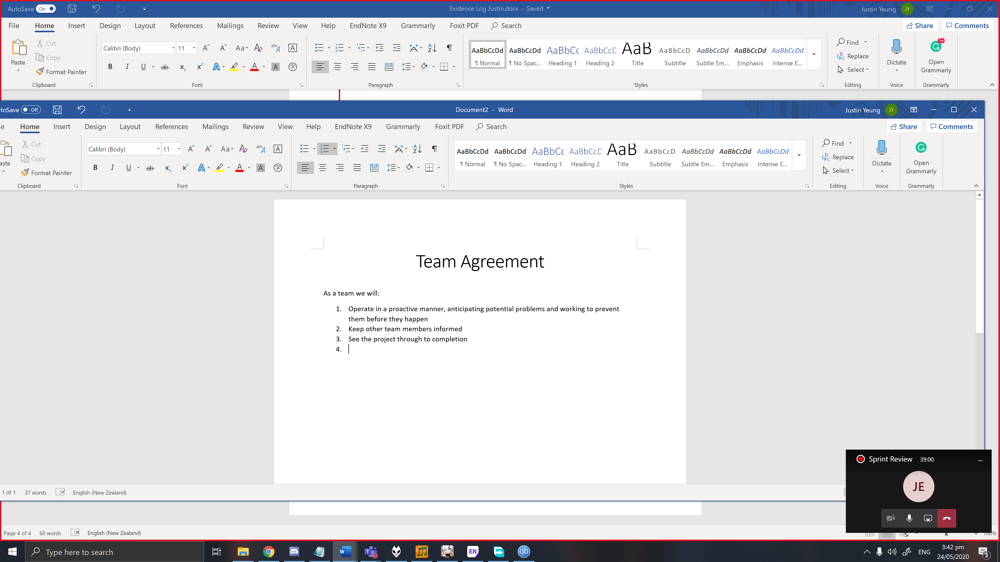 AutoSave On Evidence Log Justin.docx - Saved Justin Yeung JY
File Home Insert Design Layout References Mailings Review View Help EndNote X9 Grammarly Foxit PDF Search Share Comments
Paste Cut Copy Format Painter Calibri (Body) 11
AaBbCcDd AaBbCcDd AaBbCc AaBbCcD AaB AaBbCcD AaBbCcDd AaBbCcDd AaBbCcDd
¶ Normal ¶ No Spac... Heading 1 Heading 2 Title Subtitle Subtle Em... Emphasis Intense E...
Find Replace Select Dictate 5+ Open Grammarly
Clipboard Font Paragraph Styles Editing Voice Grammarly
toSave Off Document2 - Word Justin Yeung JY
le Home Insert Design Layout References Mailings Review View Help EndNote X9 Grammarly Foxit PDF Search Share Comments
aste Cut Copy Format Painter Calibri (Body) 11
AaBbCcDd AaBbCcDd AaBbCc AaBbCcD AaB AaBbCcD AaBbCcDd AaBbCcDd AaBbCcDd
¶ Normal ¶ No Spac... Heading 1 Heading 2 Title Subtitle Subtle Em... Emphasis Intense E...
Find Replace Select Dictate Open Grammarly
Clipboard Font Paragraph Styles Editing Voice Grammarly
Team Agreement
As a team we will:
1. Operate in a proactive manner, anticipating potential problems and working to prevent
them before they happen
2. Keep other team members informed
3. See the project through to completion
4.
Sprint Review 39:00
JE
1 of 1 37 words English (New Zealand)
Page 4 of 4 60 words English (New Zealand) 100%
Type here to search EN qb ENG 3:42 pm
24/05/2020 3